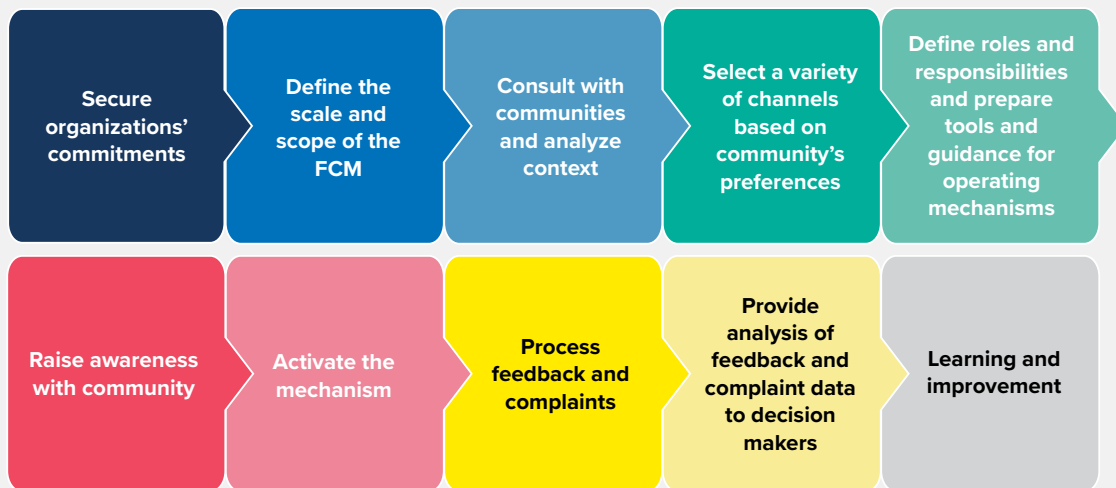 Secure
organizations’
commitments
Define the
scale and
scope of the
FCM
Consult with
communities
and analyze
context
Select a variety
of channels
based on
community’s
preferences
Define roles and
responsibilities
and prepare
tools and
guidance for
operating
mechanisms
Raise awareness
with community
Activate the
mechanism
Process
feedback and
complaints
Provide
analysis of
feedback and
complaint data
to decision
makers
Learning and
improvement